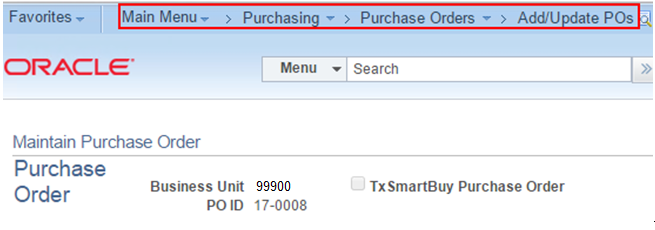 Favorites Main Menu > Purchasing > Purchase Orders > Add/Update POs
ORACLE® Menu Search »
Maintain Purchase Order
Purchase
Order
Business Unit 99900 TxSmartBuy Purchase Order
PO ID 17-0008